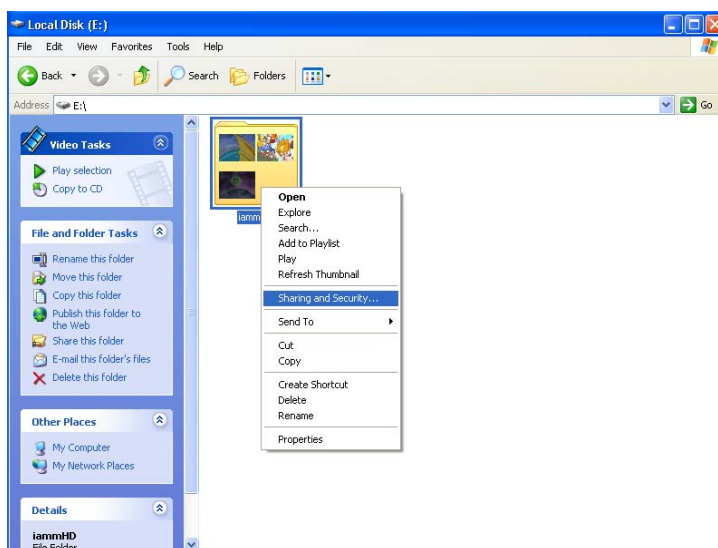 Local Disk (E:)
File Edit View Favorites Tools Help
Back Search Folders
Address E:\ Go
Video Tasks
Play selection
Copy to CD
File and Folder Tasks
Rename this folder
Move this folder
Copy this folder
Publish this folder to
the Web
Share this folder
E-mail this folder's files
Delete this folder
Other Places
My Computer
My Network Places
Details
iammHD
File Folder
iamm
Open
Explore
Search...
Add to Playlist
Play
Refresh Thumbnail
Sharing and Security...
Send To
Cut
Copy
Create Shortcut
Delete
Rename
Properties